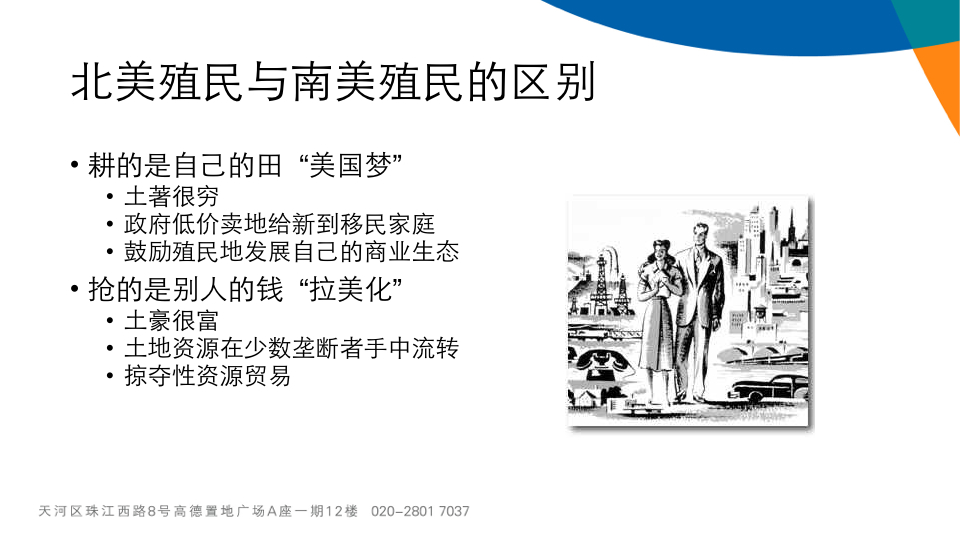 北美殖民与南美殖民的区别
• 耕的是自己的田 “美国梦”
• 土著很穷
• 政府低价卖地给新到移民家庭
• 鼓励殖民地发展自己的商业生态
• 抢的是别人的钱 “拉美化”
• 土豪很富
• 土地资源在少数垄断者手中流转
• 掠夺性资源贸易
天河区珠江西路8号高德置地广场A座一期12楼 020-2801 7037